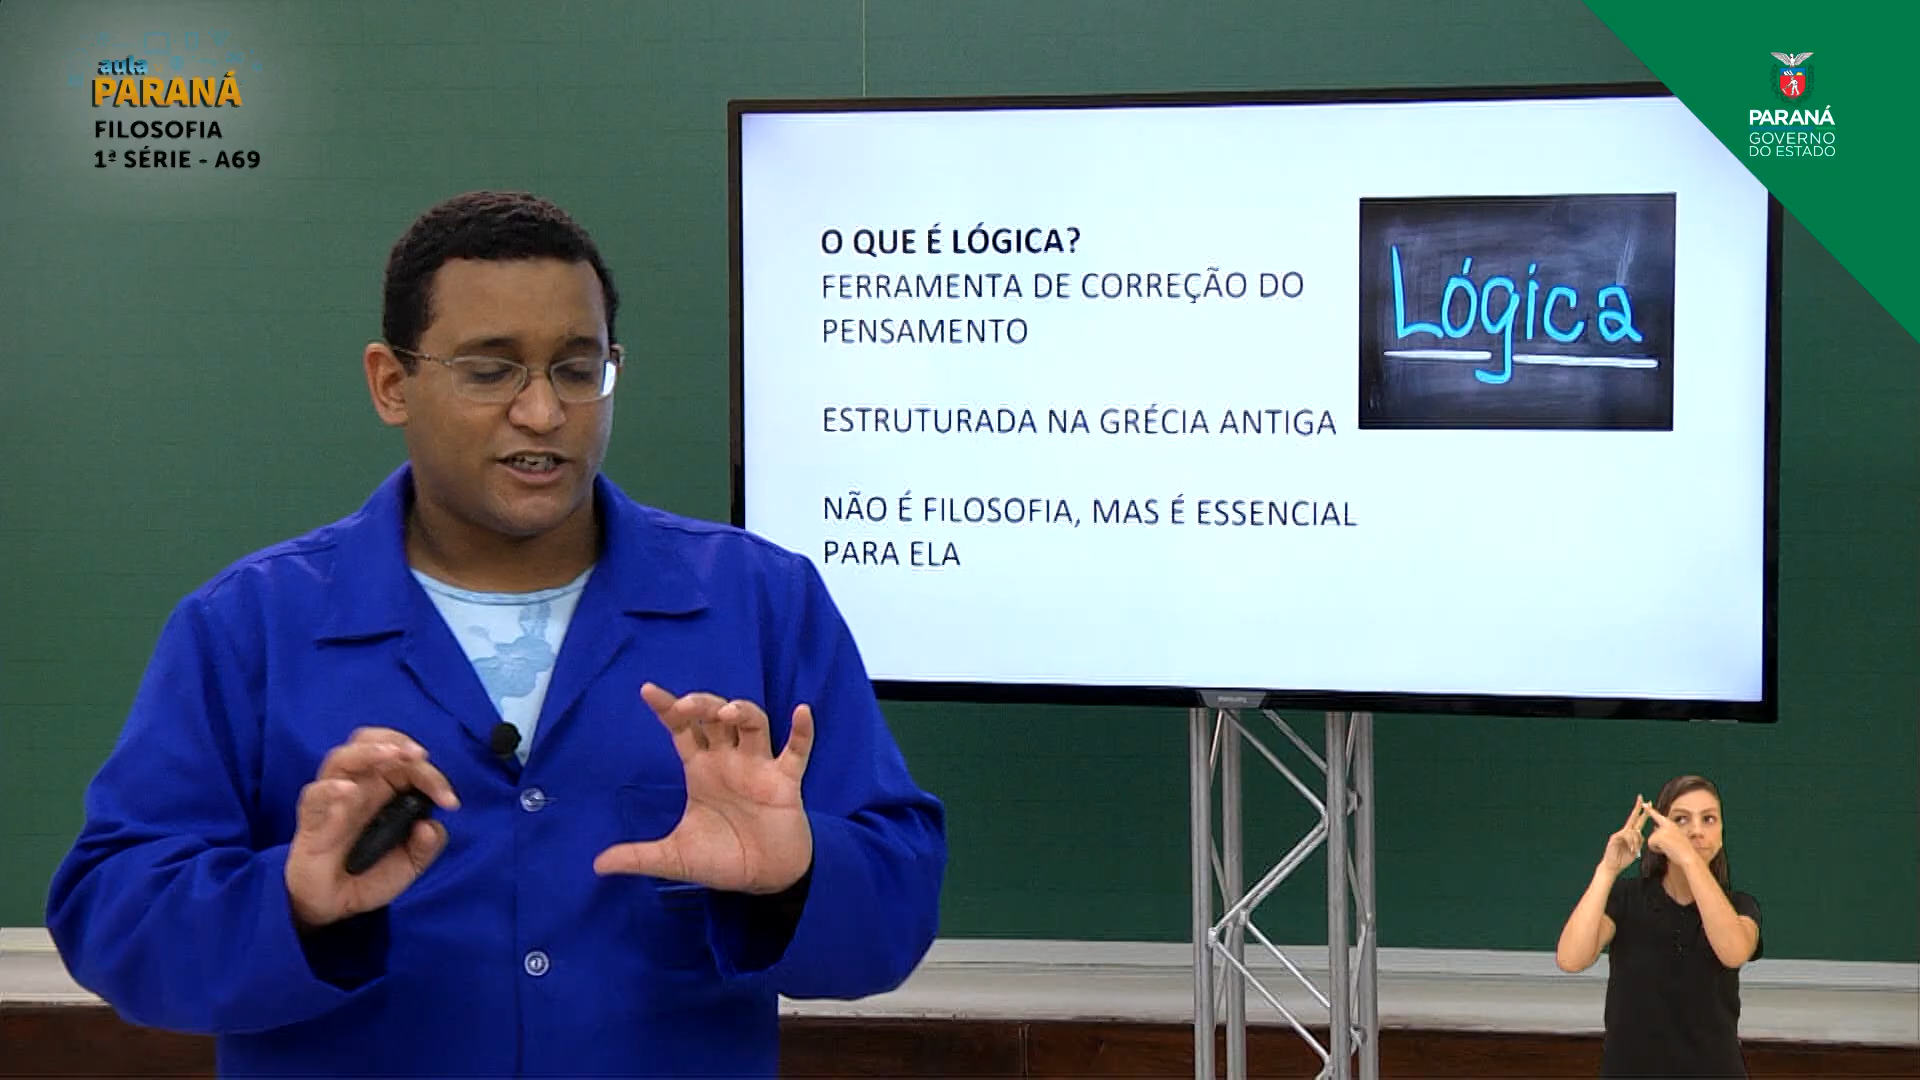 aula
PARANÁ
FILOSOFIA
1ª SÉRIE - A69
O QUE É LÓGICA?
FERRAMENTA DE CORREÇÃO DO
PENSAMENTO
ESTRUTURADA NA GRÉCIA ANTIGA
NÃO É FILOSOFIA, MAS É ESSENCIAL
PARA ELA
Lógica
PARANÁ
GOVERNO
DO ESTADO